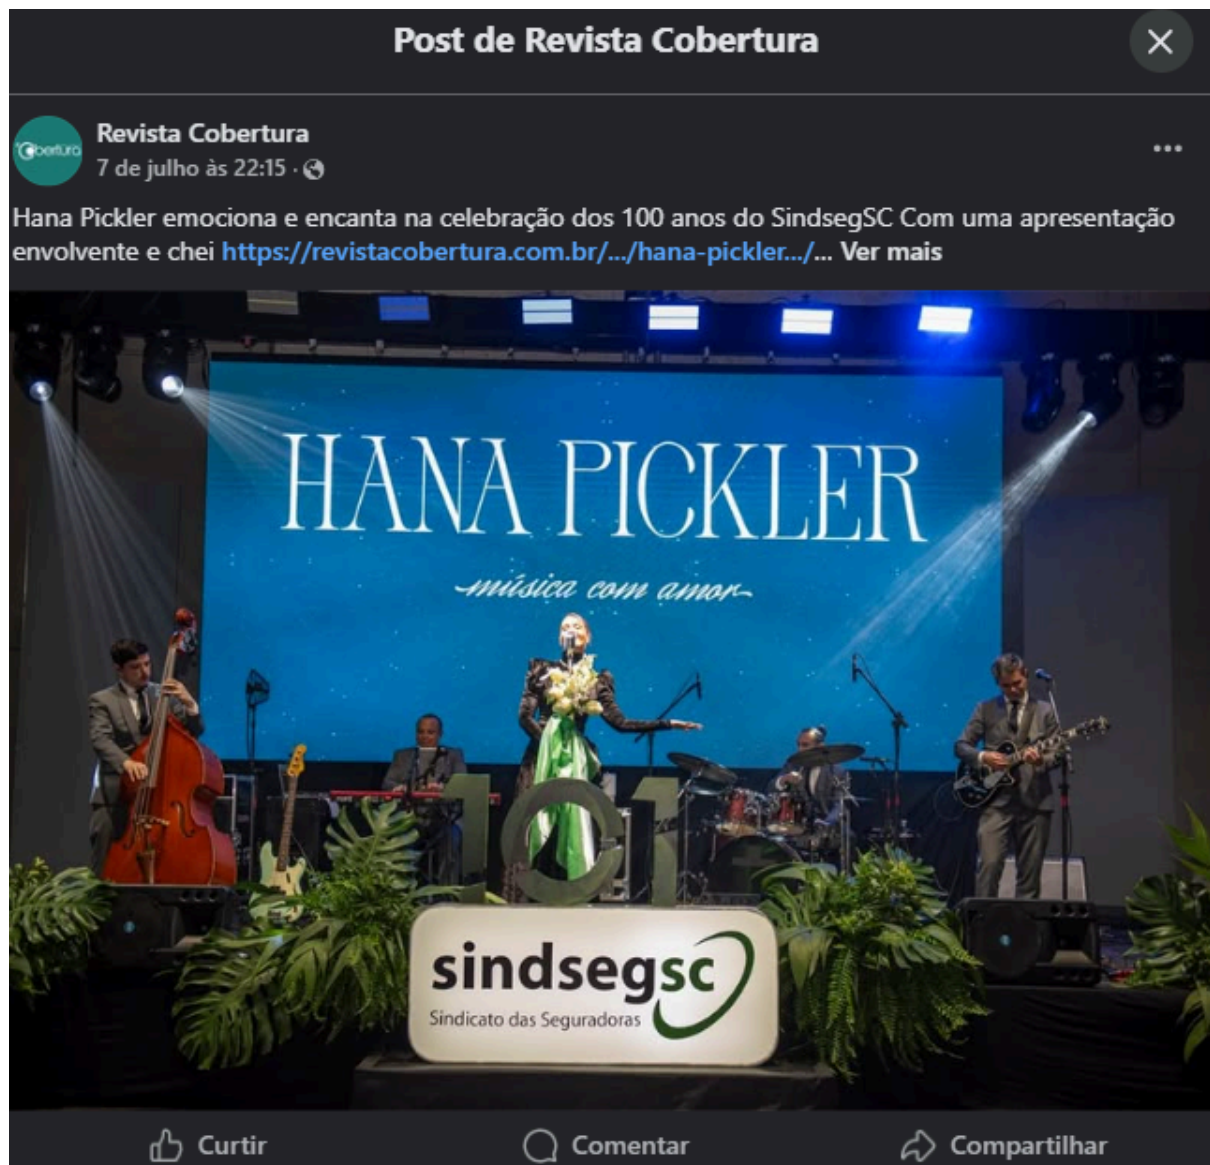 Post de Revista Cobertura
Cobertura
Revista Cobertura
7 de julho às 22:15 ·
Hana Pickler emociona e encanta na celebração dos 100 anos do SindsegSC Com uma apresentação
envolvente e chei https://revistacobertura.com.br/.../hana-pickler.../... Ver mais
HANA PICKLER
música com amor
101
sindsegsc
Sindicato das Seguradoras
Curtir
Comentar
Compartilhar